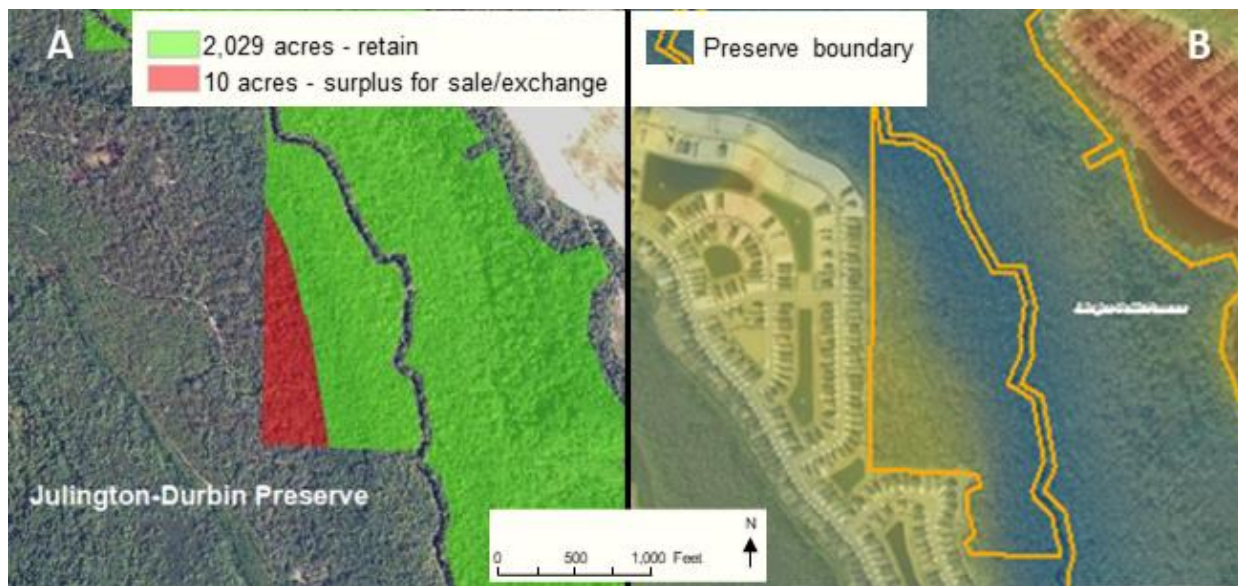 A
2,029 acres - retain
10 acres - surplus for sale/exchange
Preserve boundary
B
Julington-Durbin Preserve
0 500 1,000 Feet
N